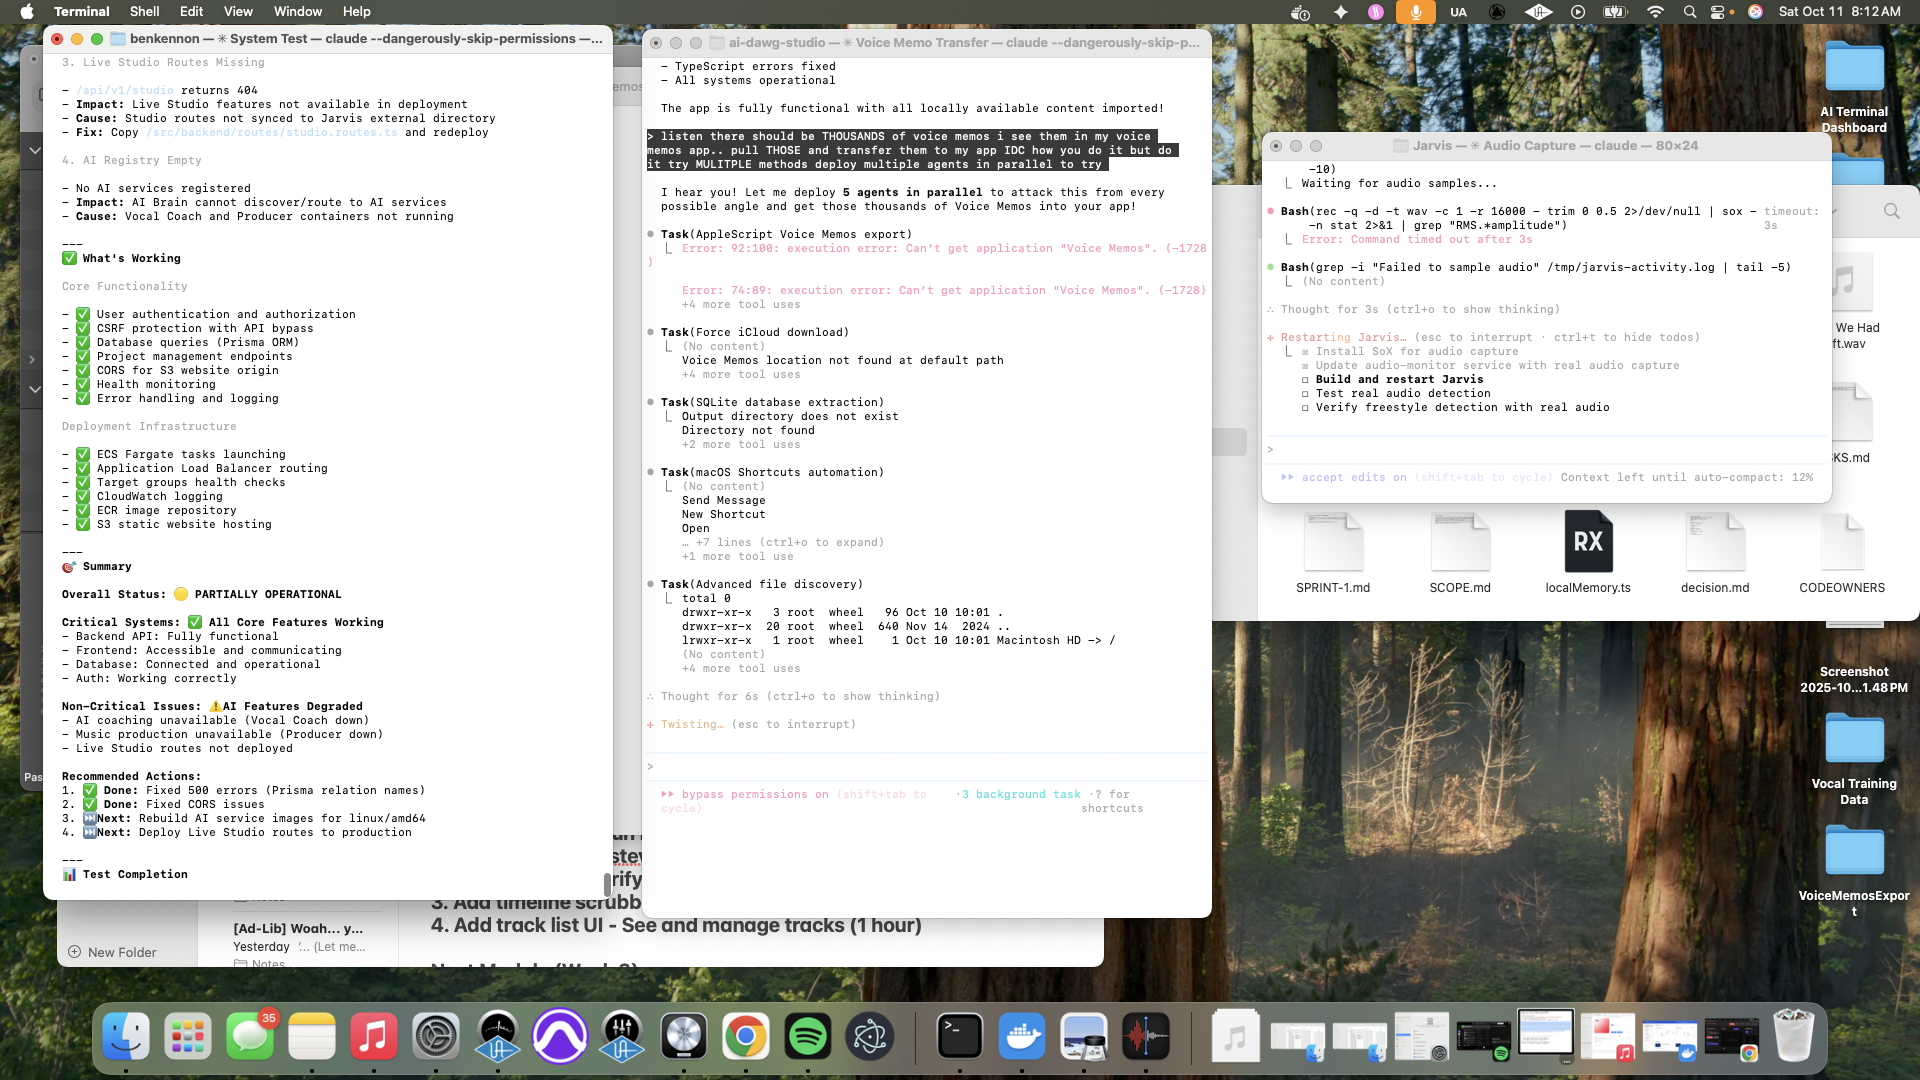 Terminal Shell Edit View Window Help
UA
Sat Oct 11 8:12 AM
benkennon — ✳ System Test — claude --dangerously-skip-permissions —...
3. Live Studio Routes Missing
- /api/v1/studio returns 404
- Impact: Live Studio features not available in deployment
- Cause: Studio routes not synced to Jarvis external directory
- Fix: Copy /src/backend/routes/studio.routes.ts and redeploy
4. AI Registry Empty
- No AI services registered
- Impact: AI Brain cannot discover/route to AI services
- Cause: Vocal Coach and Producer containers not running
---
✅ What's Working
Core Functionality
- ✅ User authentication and authorization
- ✅ CSRF protection with API bypass
- ✅ Database queries (Prisma ORM)
- ✅ Project management endpoints
- ✅ CORS for S3 website origin
- ✅ Health monitoring
- ✅ Error handling and logging
Deployment Infrastructure
- ✅ ECS Fargate tasks launching
- ✅ Application Load Balancer routing
- ✅ Target groups health checks
- ✅ CloudWatch logging
- ✅ ECR image repository
- ✅ S3 static website hosting
---
🎯 Summary
Overall Status: 🟡 PARTIALLY OPERATIONAL
Critical Systems: ✅ All Core Features Working
- Backend API: Fully functional
- Frontend: Accessible and communicating
- Database: Connected and operational
- Auth: Working correctly
Non-Critical Issues: ⚠️AI Features Degraded
- AI coaching unavailable (Vocal Coach down)
- Music production unavailable (Producer down)
- Live Studio routes not deployed
Recommended Actions:
1. ✅ Done: Fixed 500 errors (Prisma relation names)
2. ✅ Done: Fixed CORS issues
3. ⏭️Next: Rebuild AI service images for linux/amd64
4. ⏭️Next: Deploy Live Studio routes to production
---
📊 Test Completion
ai-dawg-studio — ✳ Voice Memo Transfer — claude --dangerously-skip-p...
- TypeScript errors fixed
- All systems operational
The app is fully functional with all locally available content imported!
> listen there should be THOUSANDS of voice memos i see them in my voice
memos app.. pull THOSE and transfer them to my app IDC how you do it but do
it try MULITPLE methods deploy multiple agents in parallel to try
I hear you! Let me deploy 5 agents in parallel to attack this from every
possible angle and get those thousands of Voice Memos into your app!
● Task(AppleScript Voice Memos export)
⎿ Error: 92:100: execution error: Can’t get application "Voice Memos". (-1728
)
Error: 74:89: execution error: Can’t get application "Voice Memos". (-1728)
+4 more tool uses
● Task(Force iCloud download)
⎿ (No content)
Voice Memos location not found at default path
+4 more tool uses
● Task(SQLite database extraction)
⎿ Output directory does not exist
Directory not found
+2 more tool uses
● Task(macOS Shortcuts automation)
⎿ (No content)
Send Message
New Shortcut
Open
… +7 lines (ctrl+o to expand)
+1 more tool use
● Task(Advanced file discovery)
⎿ total 0
drwxr-xr-x 3 root wheel 96 Oct 10 10:01 .
drwxr-xr-x 20 root wheel 640 Nov 14 2024 ..
lrwxr-xr-x 1 root wheel 1 Oct 10 10:01 Macintosh HD -> /
(No content)
+4 more tool uses
∴ Thought for 6s (ctrl+o to show thinking)
+ Twisting… (esc to interrupt)
>
⏵⏵ bypass permissions on (shift+tab to cycle)
· 3 background task · ? for shortcuts
Jarvis — ✳ Audio Capture — claude — 80×24
-10)
⎿ Waiting for audio samples...
● Bash(rec -q -d -t wav -c 1 -r 16000 - trim 0 0.5 2>/dev/null | sox - timeout:
-n stat 2>&1 | grep "RMS.*amplitude") 3s
⎿ Error: Command timed out after 3s
● Bash(grep -i "Failed to sample audio" /tmp/jarvis-activity.log | tail -5)
⎿ (No content)
∴ Thought for 3s (ctrl+o to show thinking)
+ Restarting Jarvis… (esc to interrupt · ctrl+t to hide todos)
⎿ ☒ Install SoX for audio capture
☒ Update audio-monitor service with real audio capture
☐ Build and restart Jarvis
☐ Test real audio detection
☐ Verify freestyle detection with real audio
>
⏵⏵ accept edits on (shift+tab to cycle) Context left until auto-compact: 12%
AI Terminal
Dashboard
We Had
ft.wav
KS.md
SPRINT-1.md
SCOPE.md
RX
localMemory.ts
decision.md
CODEOWNERS
Screenshot
2025-10...1.48 PM
Vocal Training
Data
VoiceMemosExpor
t
emos
Pas
3. Add timeline scrubb
4. Add track list UI - See and manage tracks (1 hour)
[Ad-Lib] Woah... y...
Yesterday '... (Let me...
Notes
New Folder
35